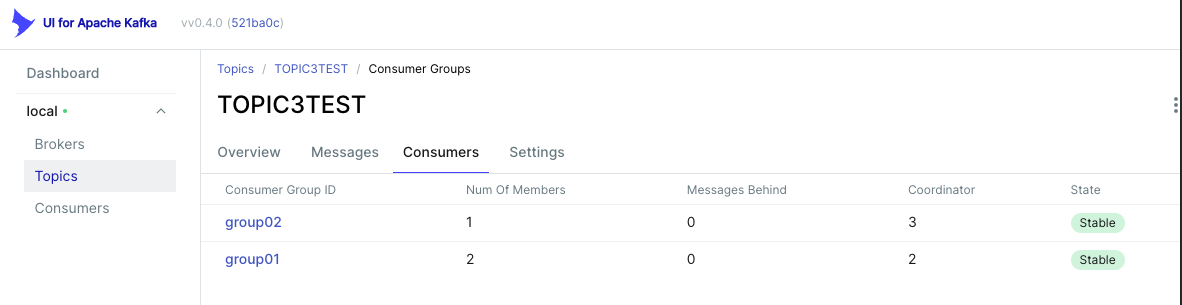 UI for Apache Kafka vv0.4.0 (521ba0c)
Dashboard
local
Brokers
Topics
Consumers
Topics / TOPIC3TEST / Consumer Groups
TOPIC3TEST
Overview Messages Consumers Settings
Consumer Group ID Num Of Members Messages Behind Coordinator State
group02 1 0 3 Stable
group01 2 0 2 Stable